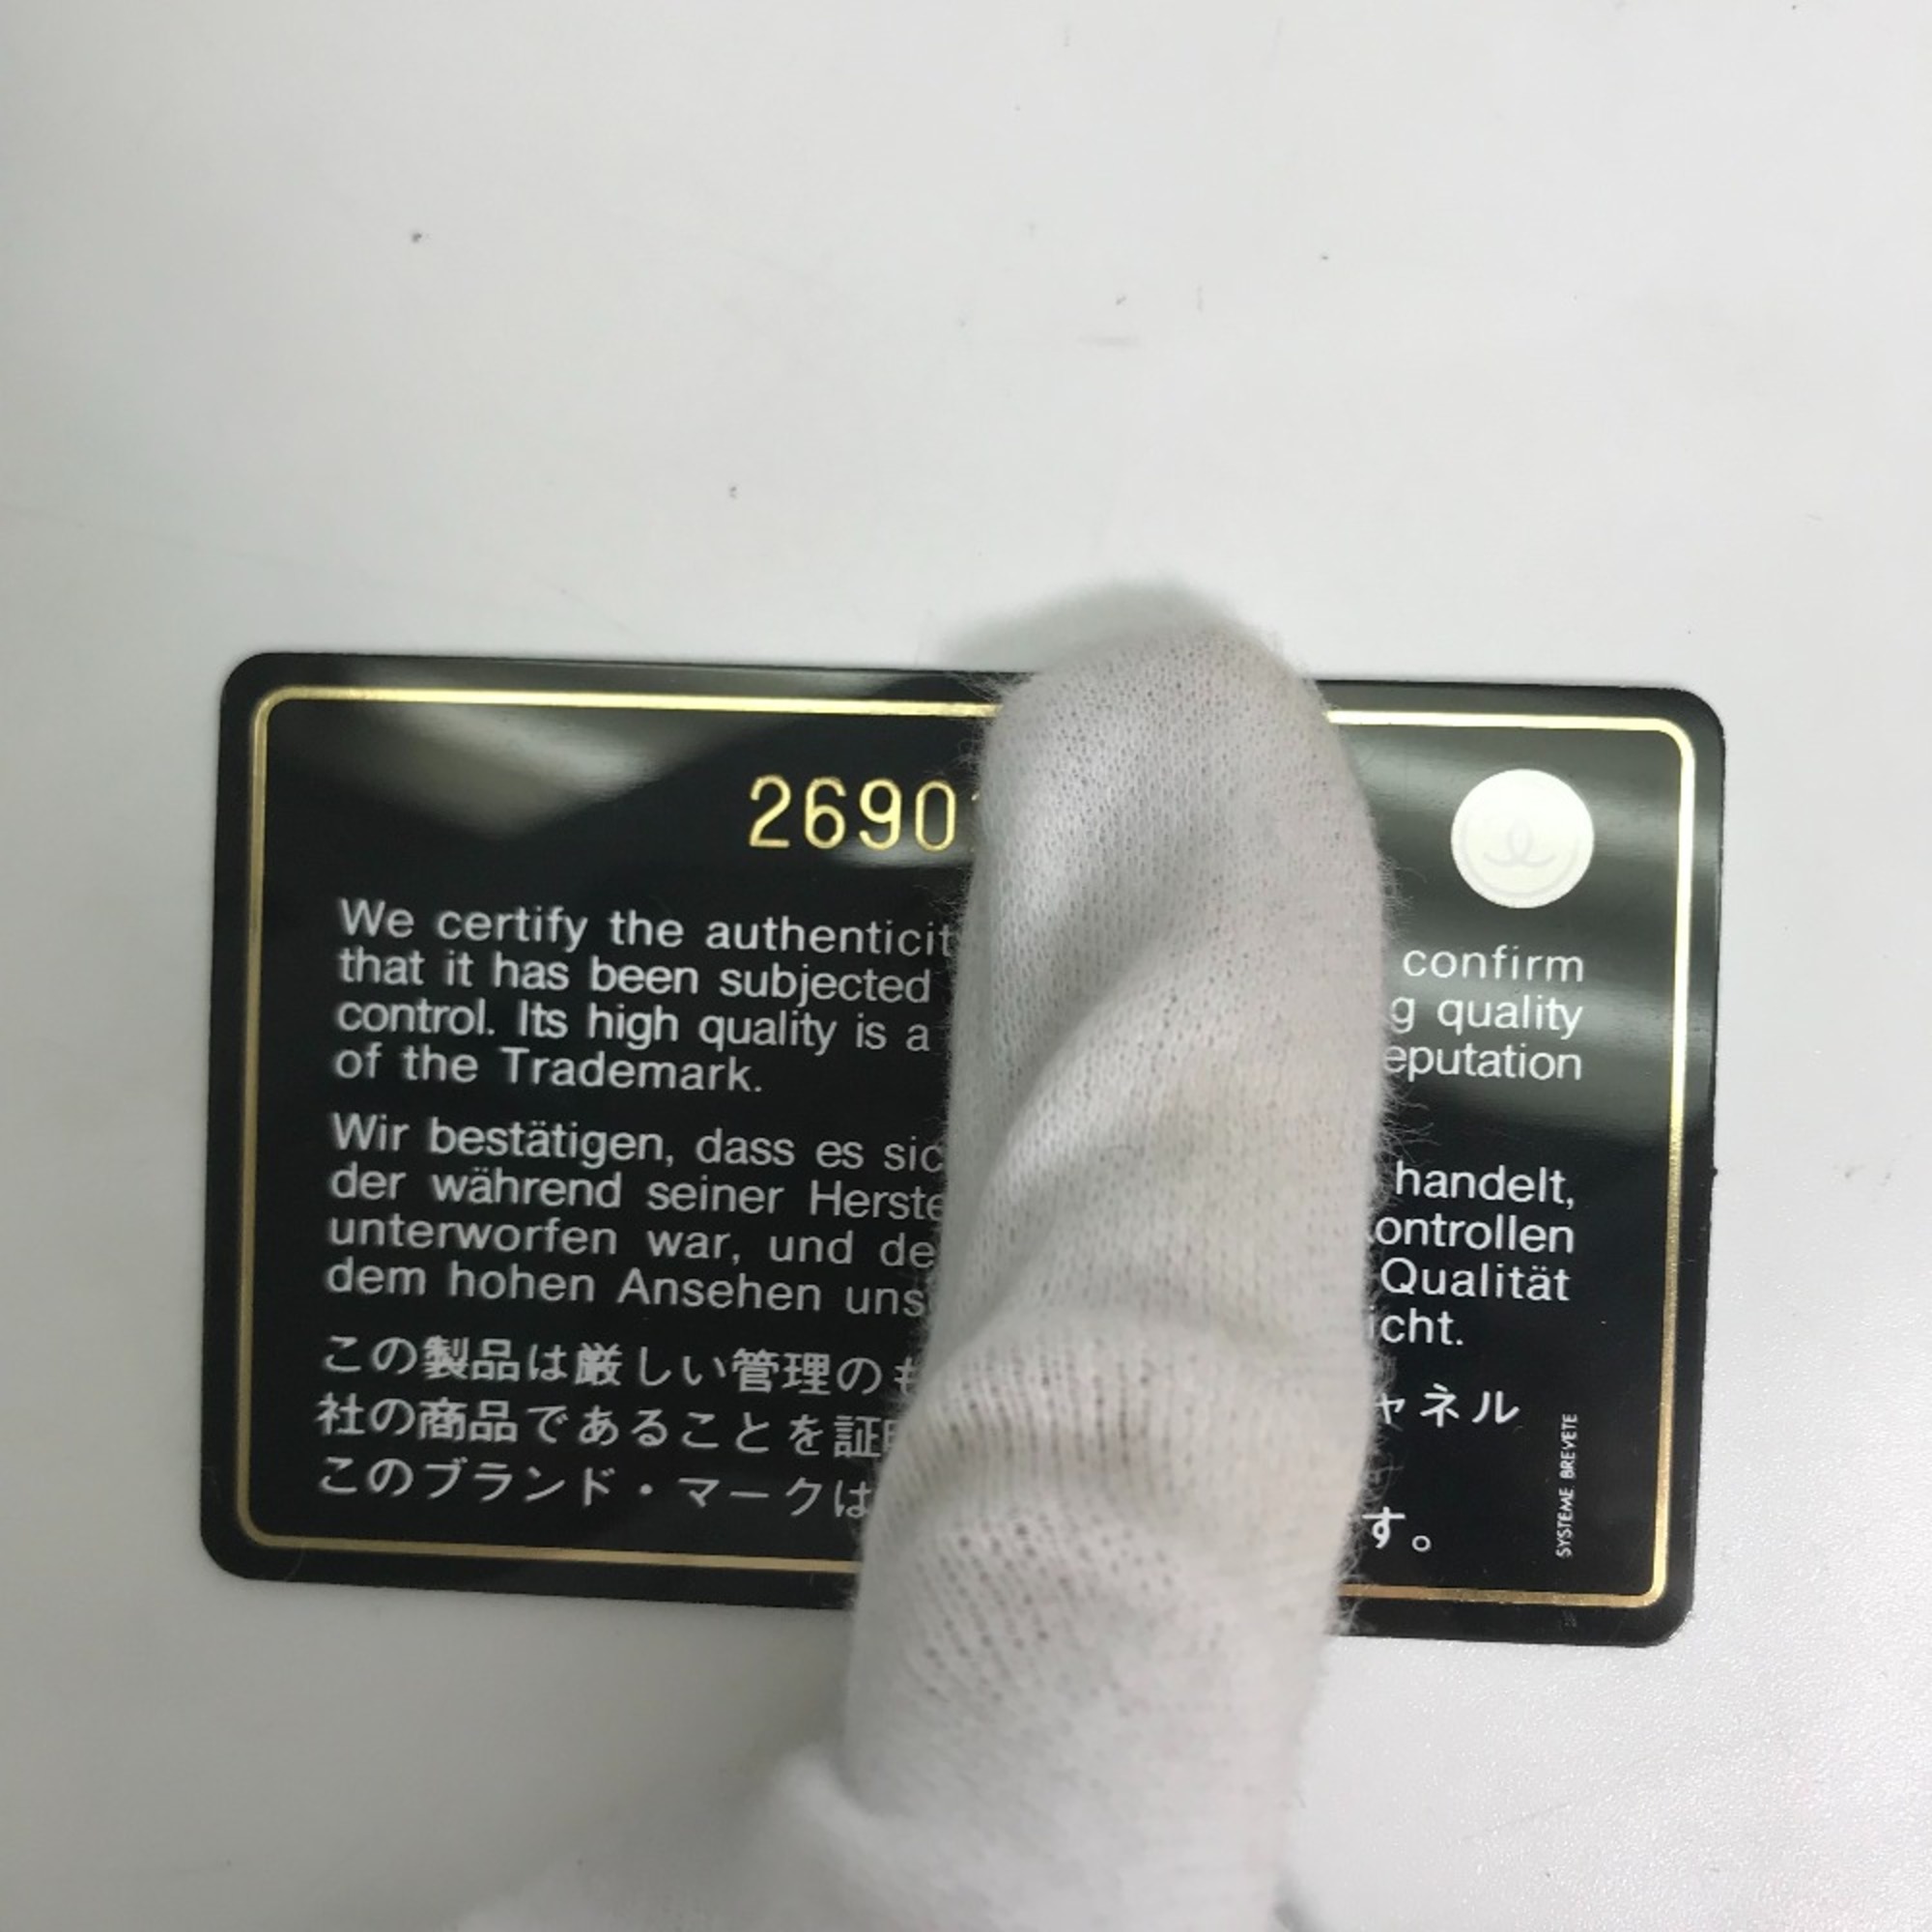 2690
We certify the authenticit confirm
that it has been subjected g quality
control. Its high quality is a eputation
of the Trademark.
Wir bestätigen, dass es sic handelt,
der während seiner Herste ontrollen
unterworfen war, und de Qualität
dem hohen Ansehen uns icht.
この製品は厳しい管理のも ャネル
社の商品であることを証
このブランド・マークは す。
SYSTEME BREVETE